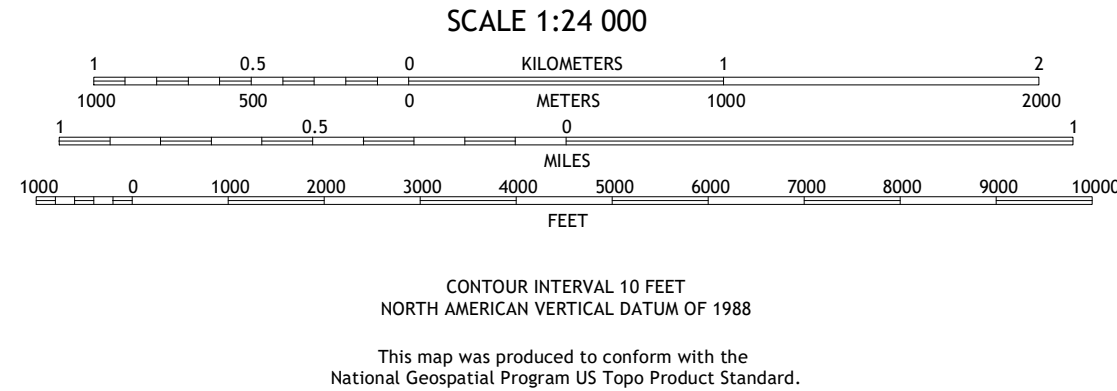 SCALE 1:24 000
1 0.5 0 KILOMETERS 1 2
1000 500 0 METERS 1000 2000
1 0.5 0 1
MILES
1000 0 1000 2000 3000 4000 5000 6000 7000 8000 9000 10000
FEET
CONTOUR INTERVAL 10 FEET
NORTH AMERICAN VERTICAL DATUM OF 1988
This map was produced to conform with the
National Geospatial Program US Topo Product Standard.